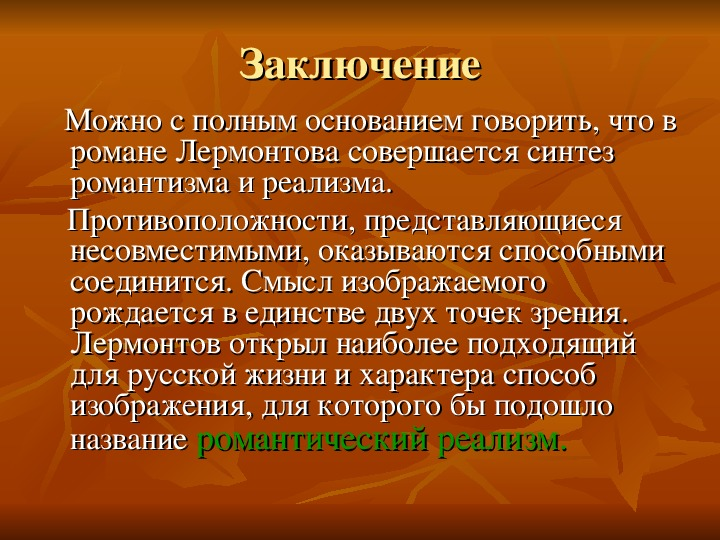 Заключение
Можно с полным основанием говорить, что в
романе Лермонтова совершается синтез
романтизма и реализма.
Противоположности, представляющиеся
несовместимыми, оказываются способными
соединится. Смысл изображаемого
рождается в единстве двух точек зрения.
Лермонтов открыл наиболее подходящий
для русской жизни и характера способ
изображения, для которого бы подошло
название романтический реализм.